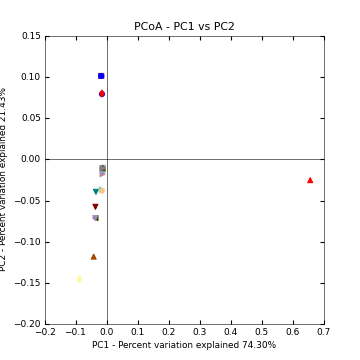 PCoA - PC1 vs PC2
0.15
0.10
0.05
0.00
−0.05
−0.10
−0.15
−0.20
PC2 - Percent variation explained 21.43%
−0.2 −0.1 0.0 0.1 0.2 0.3 0.4 0.5 0.6 0.7
PC1 - Percent variation explained 74.30%